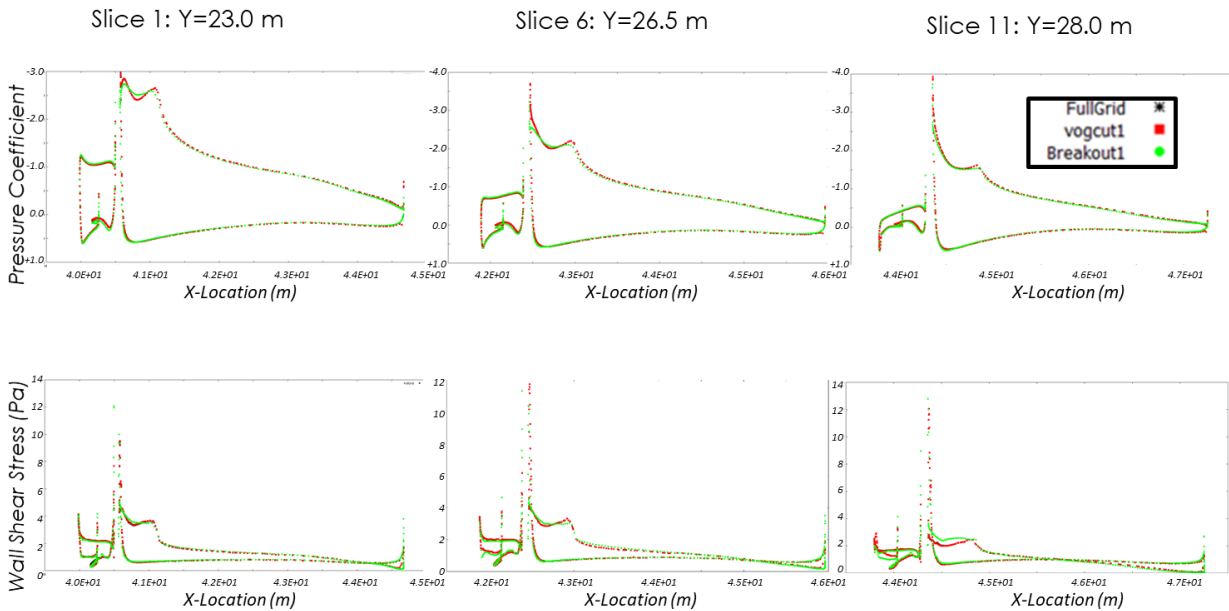 Slice 1: Y=23.0 m
Slice 6: Y=26.5 m
Slice 11: Y=28.0 m
Pressure Coefficient
-3.0
-2.0
-1.0
0.0
+1.0
4.0E+01 4.1E+01 4.2E+01 4.3E+01 4.4E+01 4.5E+01
X-Location (m)
-4.0
-3.0
-2.0
-1.0
0.0
+1.0
4.2E+01 4.3E+01 4.4E+01 4.5E+01 4.6E+01
X-Location (m)
-4.0
-3.0
-2.0
-1.0
0.0
+1.0
4.4E+01 4.5E+01 4.6E+01 4.7E+01
X-Location (m)
FullGrid
vogcut1
Breakout1
Wall Shear Stress (Pa)
14
12
10
8
6
4
2
0
4.0E+01 4.1E+01 4.2E+01 4.3E+01 4.4E+01 4.5E+01
X-Location (m)
12
10
8
6
4
2
0
4.2E+01 4.3E+01 4.4E+01 4.5E+01 4.6E+01
X-Location (m)
14
12
10
8
6
4
2
0
4.4E+01 4.5E+01 4.6E+01 4.7E+01
X-Location (m)